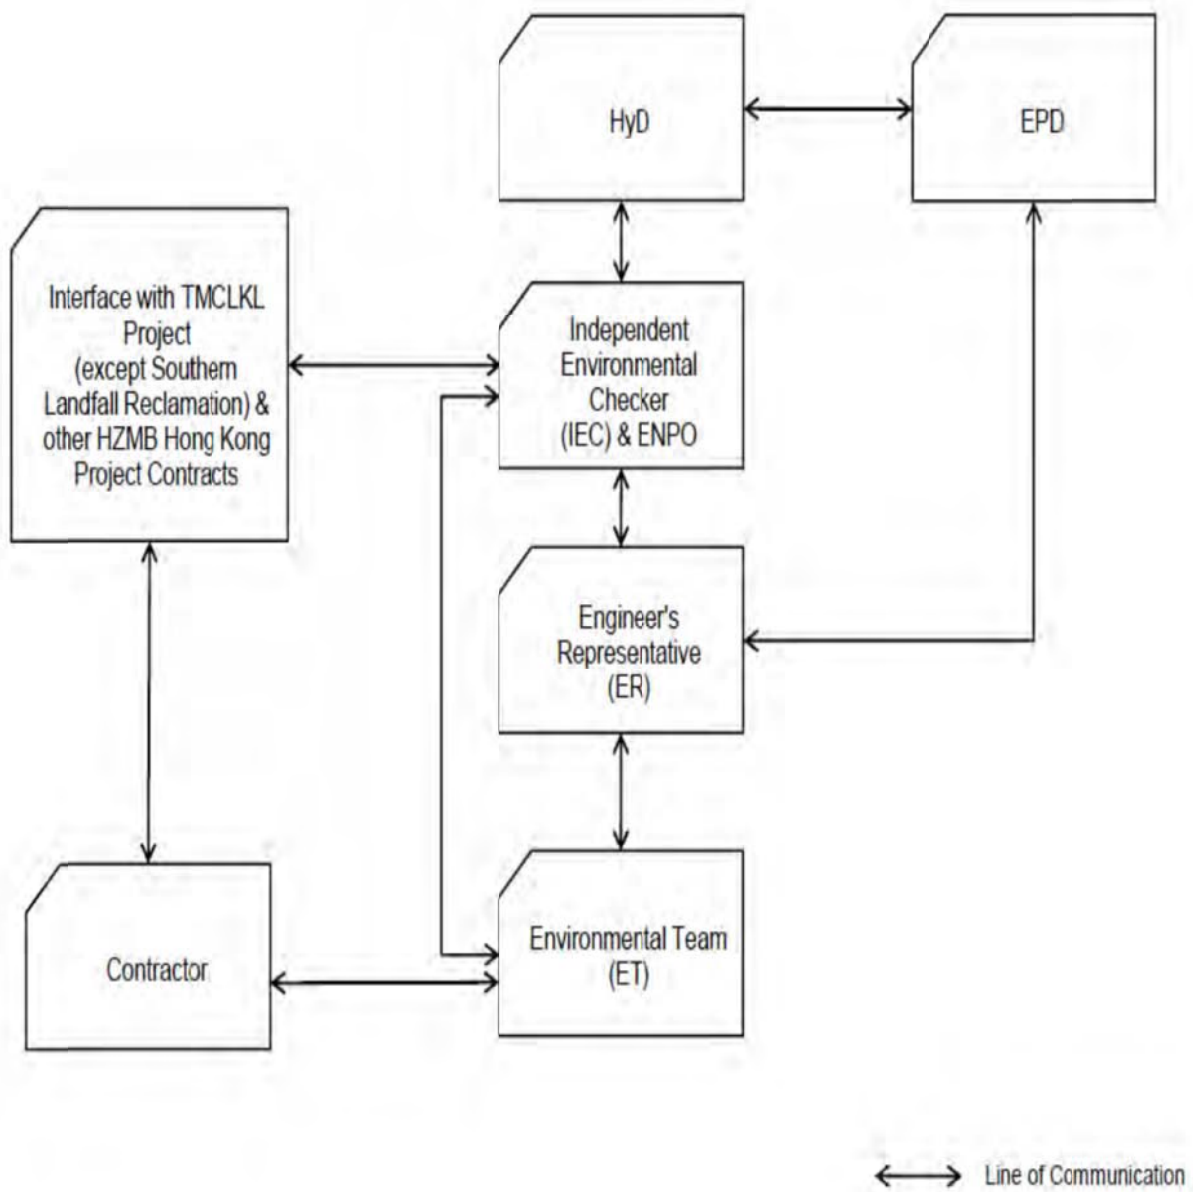 HyD
EPD
Interface with TMCLKL
Project
(except Southern
Landfall Reclamation) &
other HZMB Hong Kong
Project Contracts
Independent
Environmental
Checker
(IEC) & ENPO
Engineer's
Representative
(ER)
Contractor
Environmental Team
(ET)
Line of Communication